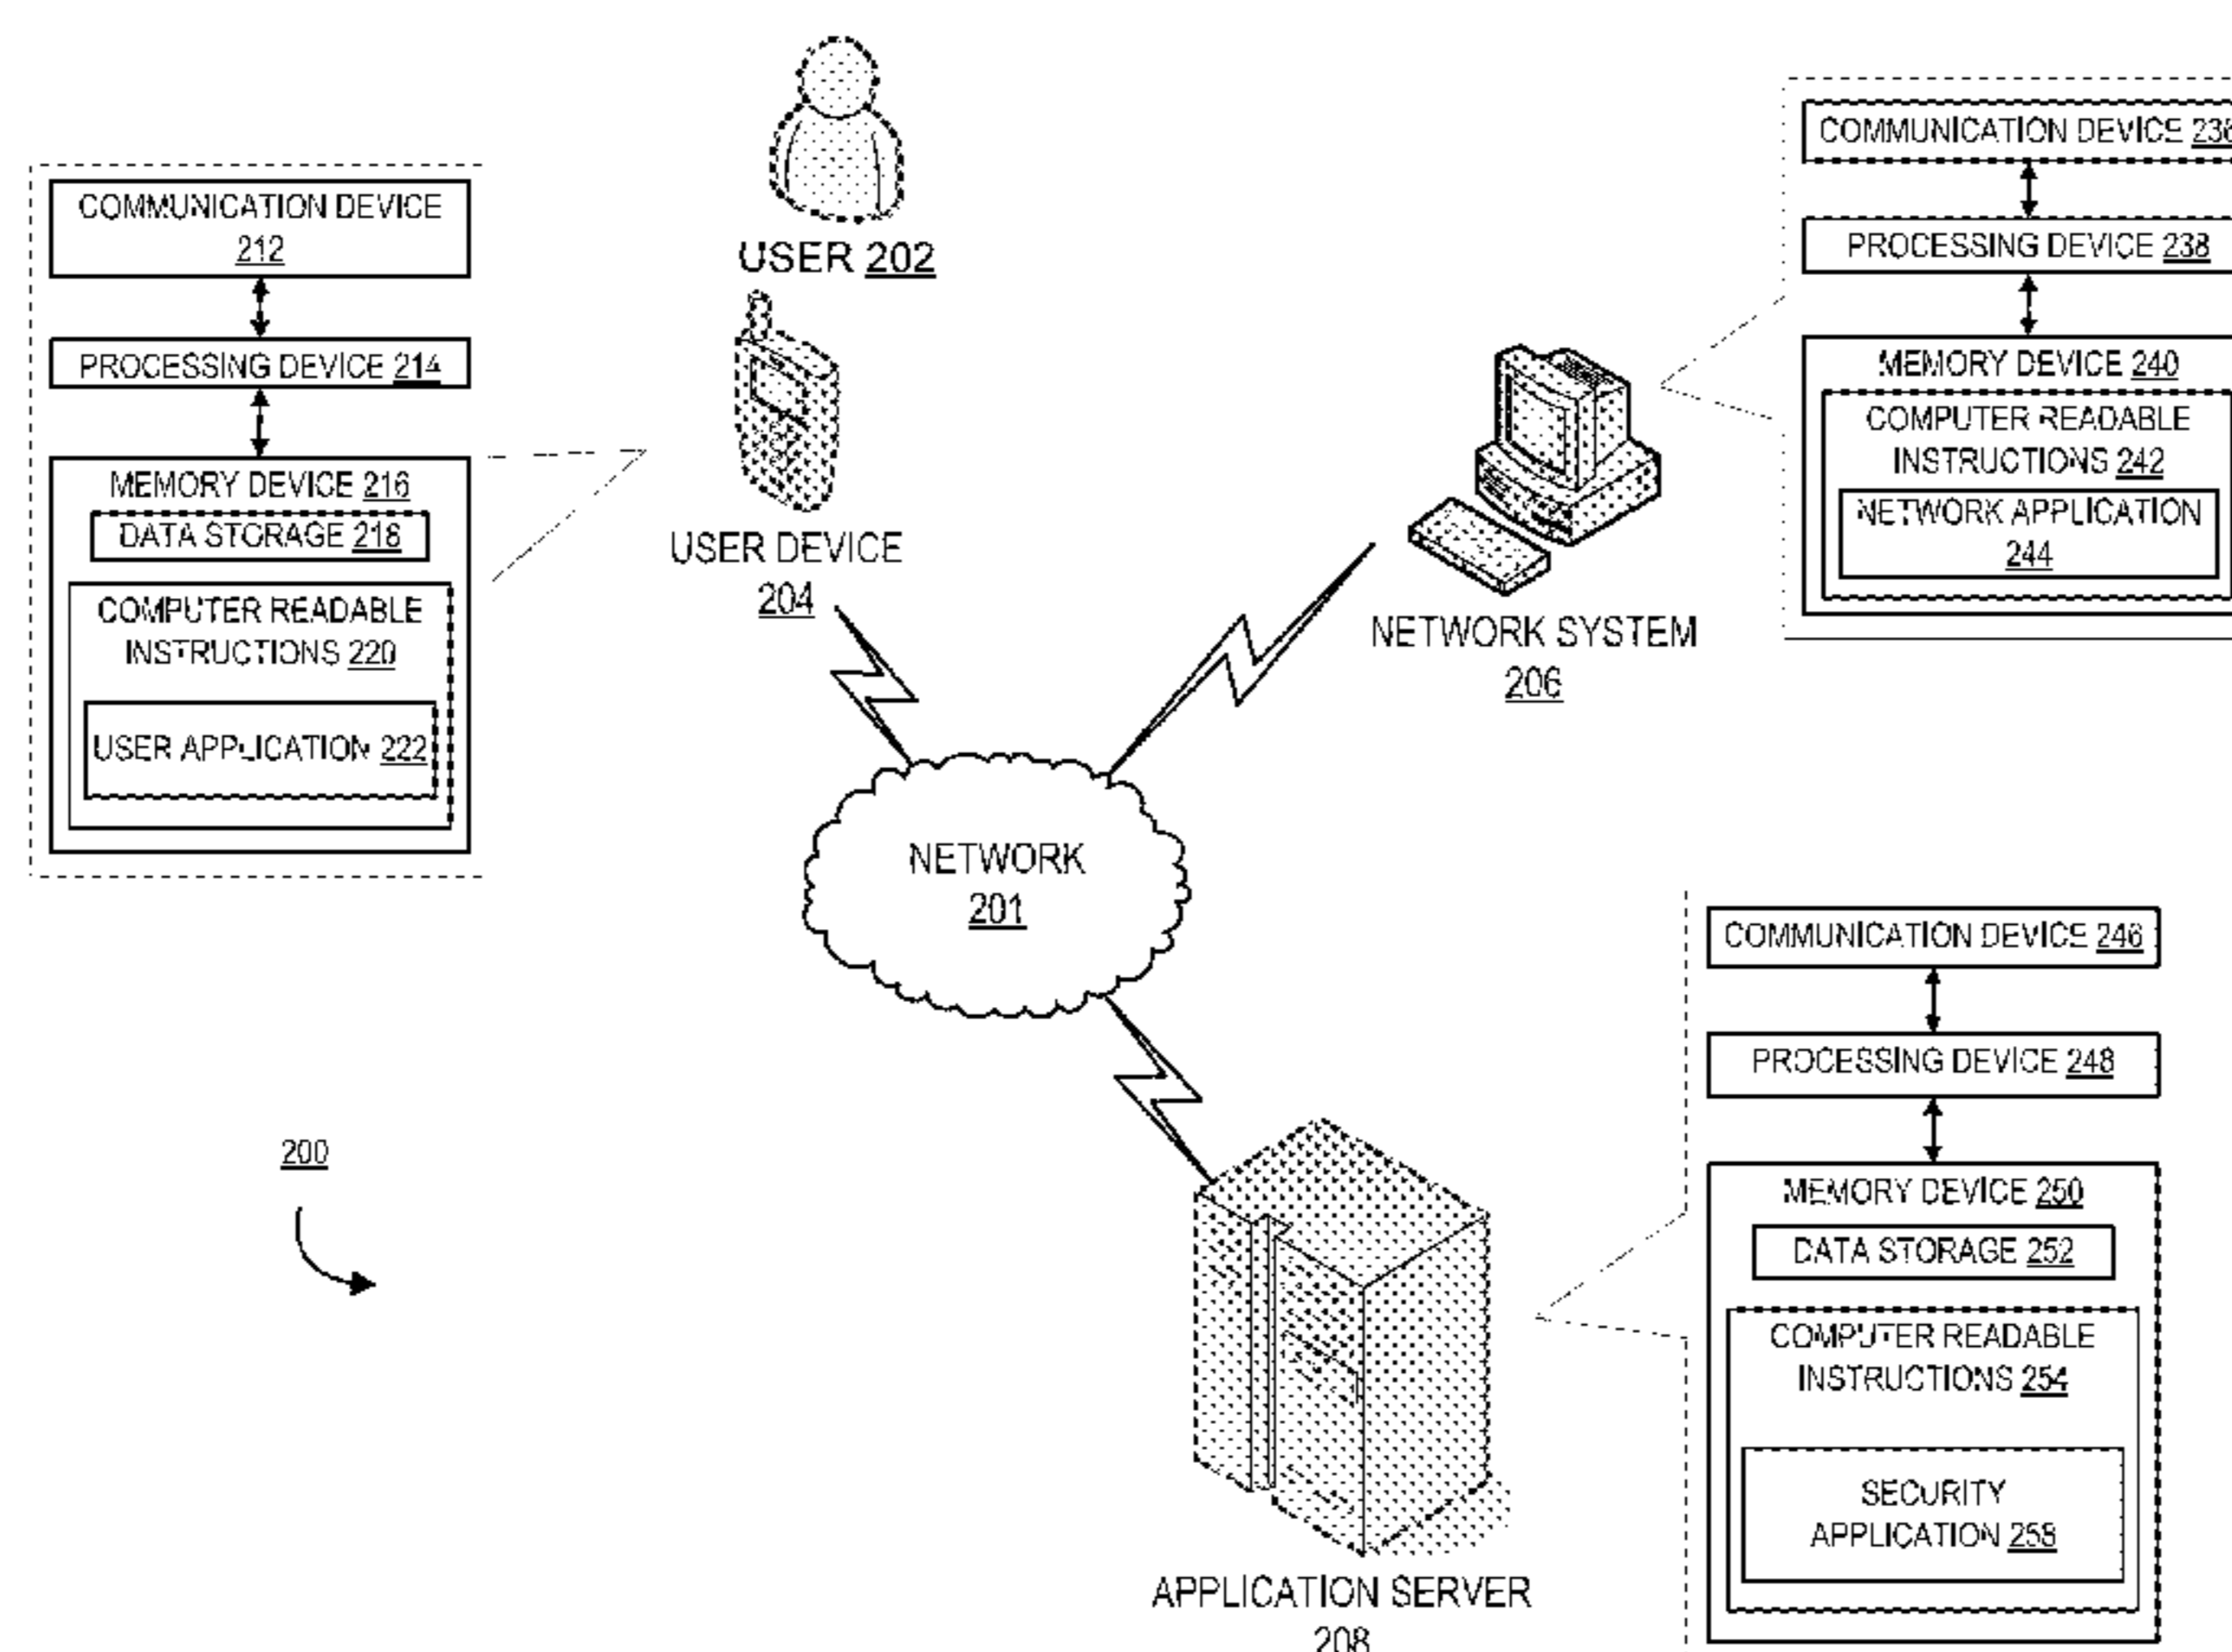 USER 202
COMMUNICATION DEVICE
212
PROCESSING DEVICE 214
MEMORY DEVICE 216
DATA STORAGE 218
COMPUTER READABLE
INSTRUCTIONS 220
USER APPLICATION 222
USER DEVICE
204
COMMUNICATION DEVICE 236
PROCESSING DEVICE 238
MEMORY DEVICE 240
COMPUTER READABLE
INSTRUCTIONS 242
NETWORK APPLICATION
244
NETWORK SYSTEM
206
NETWORK
201
COMMUNICATION DEVICE 246
PROCESSING DEVICE 248
MEMORY DEVICE 250
DATA STORAGE 252
COMPUTER READABLE
INSTRUCTIONS 254
SECURITY
APPLICATION 258
200
APPLICATION SERVER
208